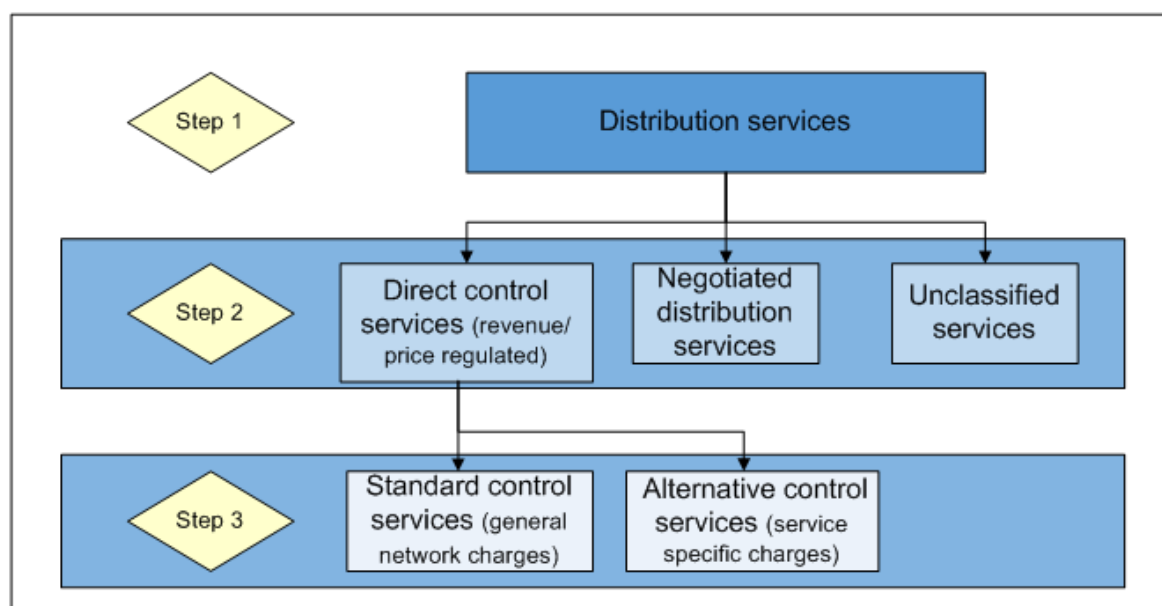 Step 1
Distribution services
Step 2
Direct control
services (revenue/
price regulated)
Negotiated
distribution
services
Unclassified
services
Step 3
Standard control
services (general
network charges)
Alternative control
services (service
specific charges)